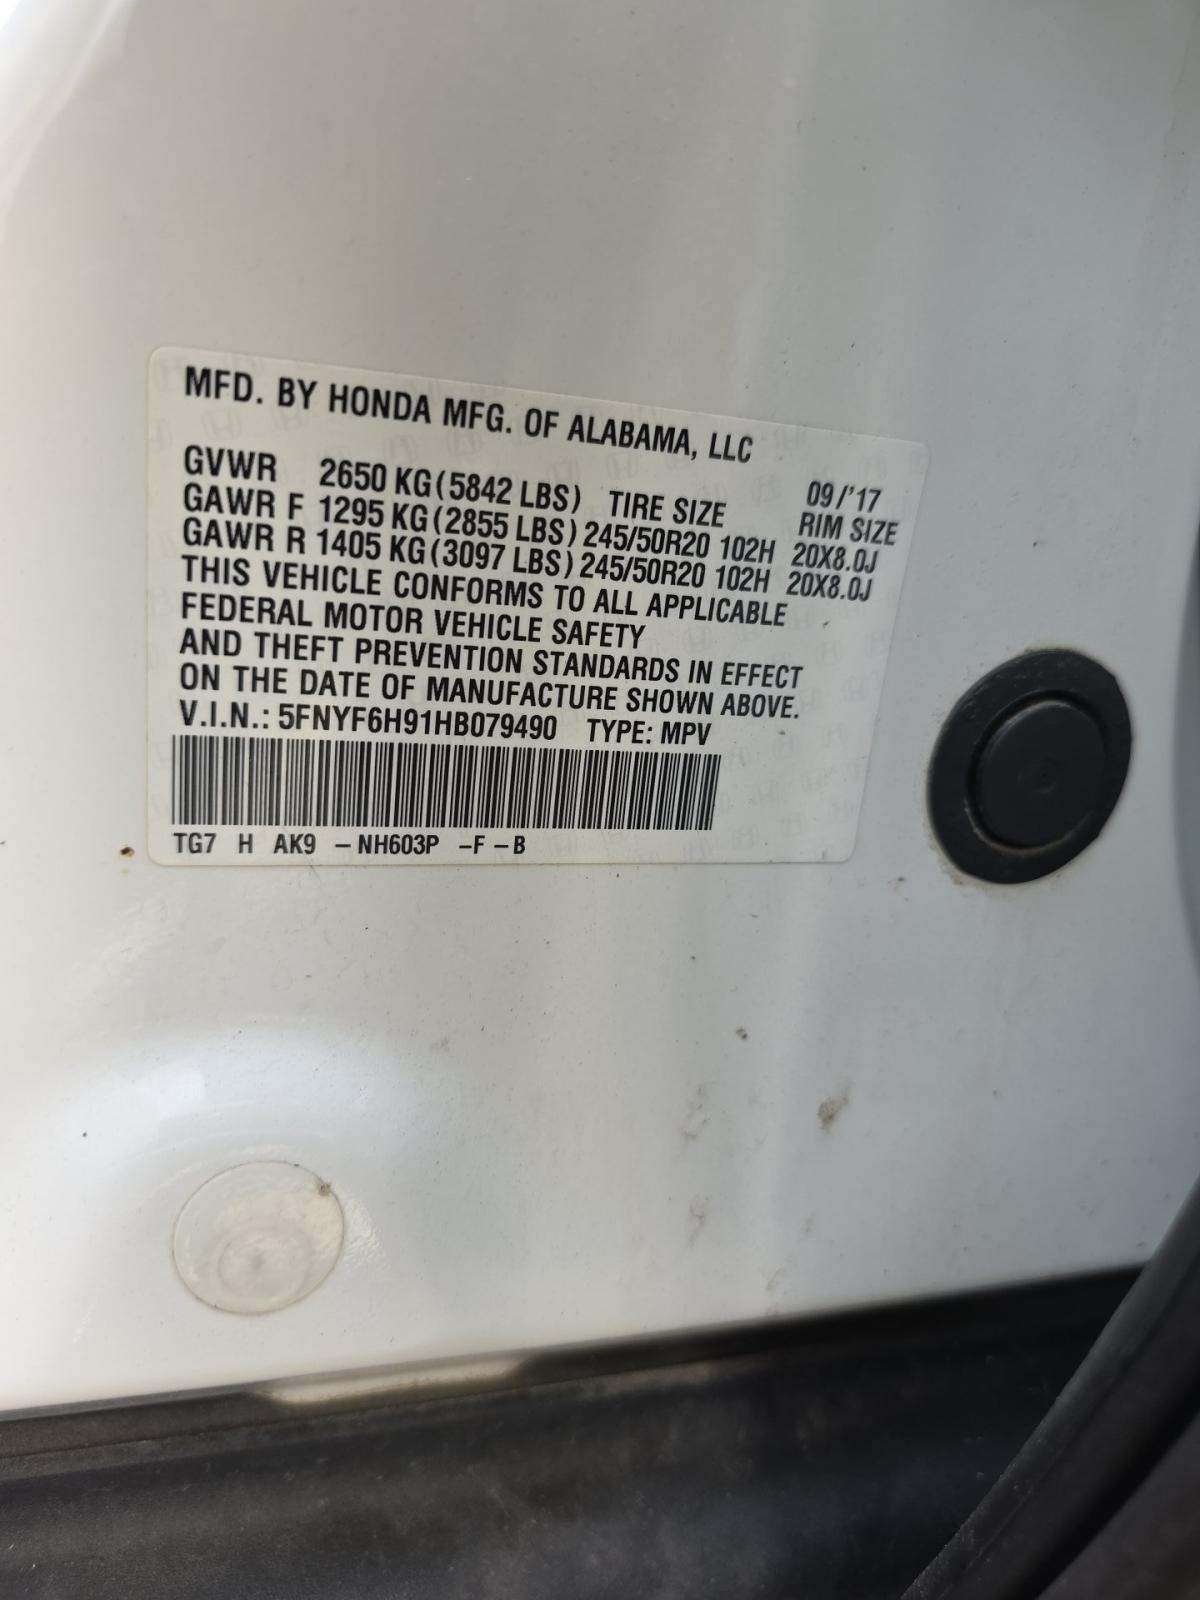 MFD. BY HONDA MFG. OF ALABAMA, LLC
09/'17
GVWR 2650 KG(5842 LBS) TIRE SIZE RIM SIZE
GAWR F 1295 KG(2855 LBS) 245/50R20 102H 20X8.0J
GAWR R 1405 KG(3097 LBS) 245/50R20 102H 20X8.0J
THIS VEHICLE CONFORMS TO ALL APPLICABLE
FEDERAL MOTOR VEHICLE SAFETY
AND THEFT PREVENTION STANDARDS IN EFFECT
ON THE DATE OF MANUFACTURE SHOWN ABOVE.
V.I.N.: 5FNYF6H91HB079490 TYPE: MPV
TG7 H AK9 -NH603P -F-B